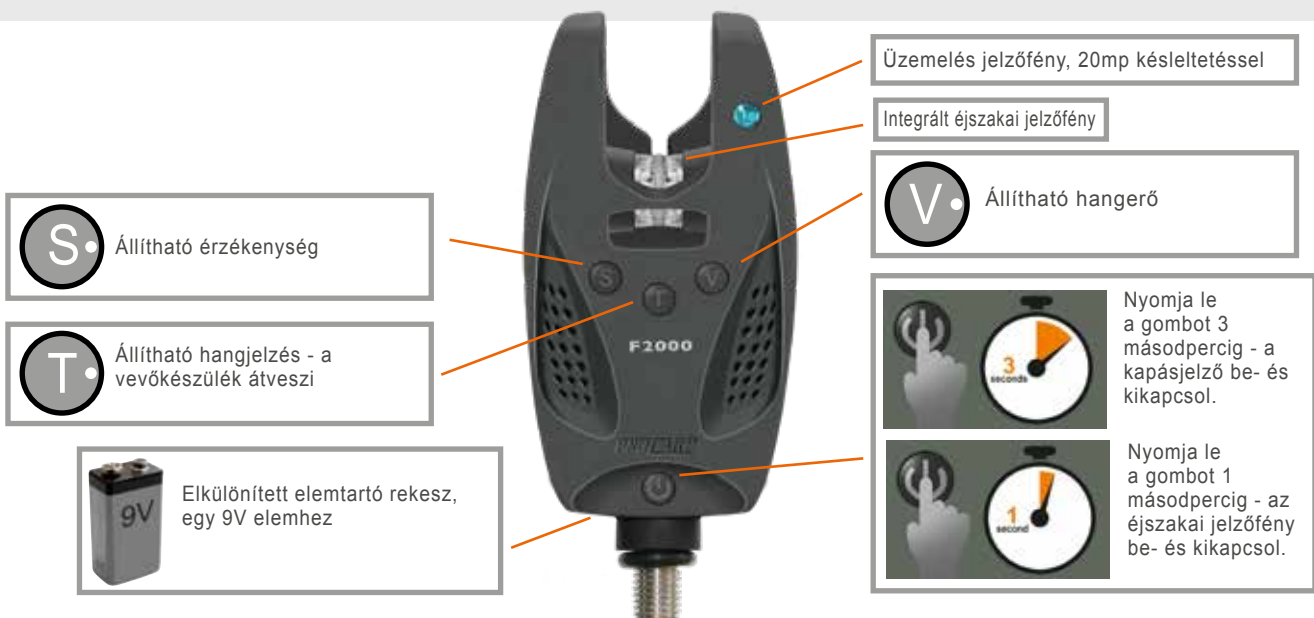 Üzemelés jelzőfény, 20mp késleltetéssel
Integrált éjszakai jelzőfény
V
Állítható hangerő
S
Állítható érzékenység
T
Állítható hangjelzés - a
vevőkészülék átveszi
S
V
T
F2000
3
seconds
Nyomja le
a gombot 3
másodpercig - a
kapásjelző be- és
kikapcsol.
1
second
Nyomja le
a gombot 1
másodpercig - az
éjszakai jelzőfény
be- és kikapcsol.
9V
Elkülönített elemtartó rekesz,
egy 9V elemhez